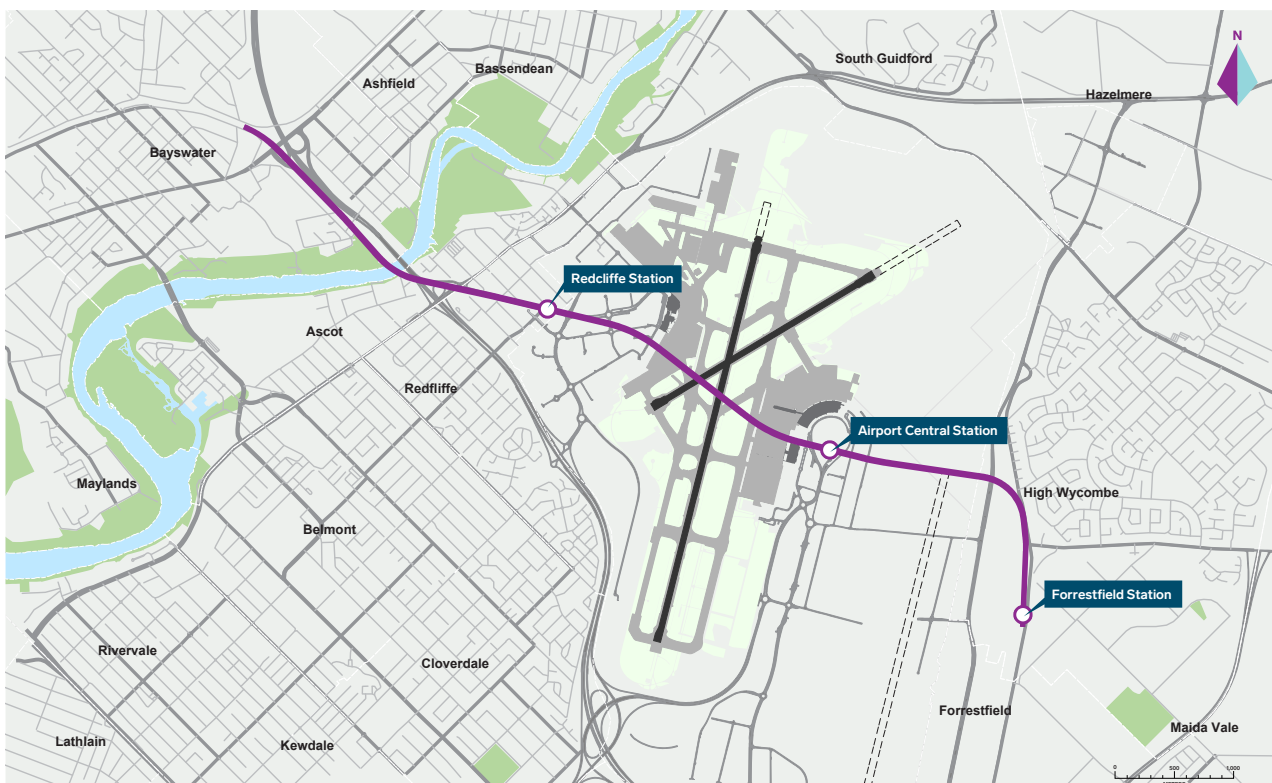 N
South Guidford
Bassendean
Ashfield
Hazelmere
Bayswater
Redcliffe Station
Ascot
Redfliffe
Airport Central Station
Maylands
High Wycombe
Belmont
Forrestfield Station
Rivervale
Cloverdale
Forrestfield
Maida Vale
Lathlain
Kewdale
0 500 1,000